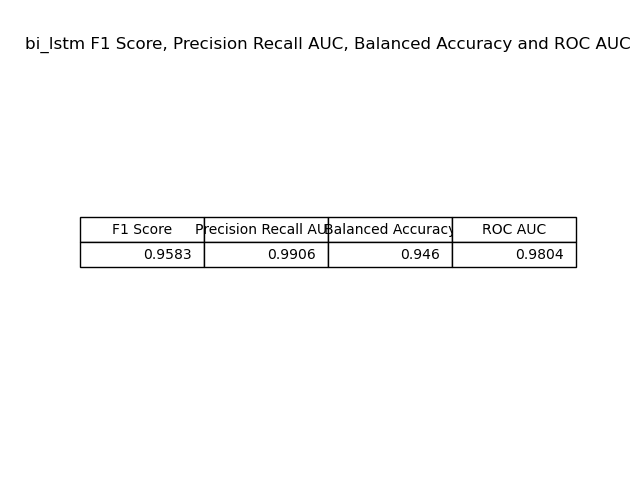 bi_lstm F1 Score, Precision Recall AUC, Balanced Accuracy and ROC AUC
F1 Score Precision Recall AU Balanced Accuracy ROC AUC
0.9583 0.9906 0.946 0.9804